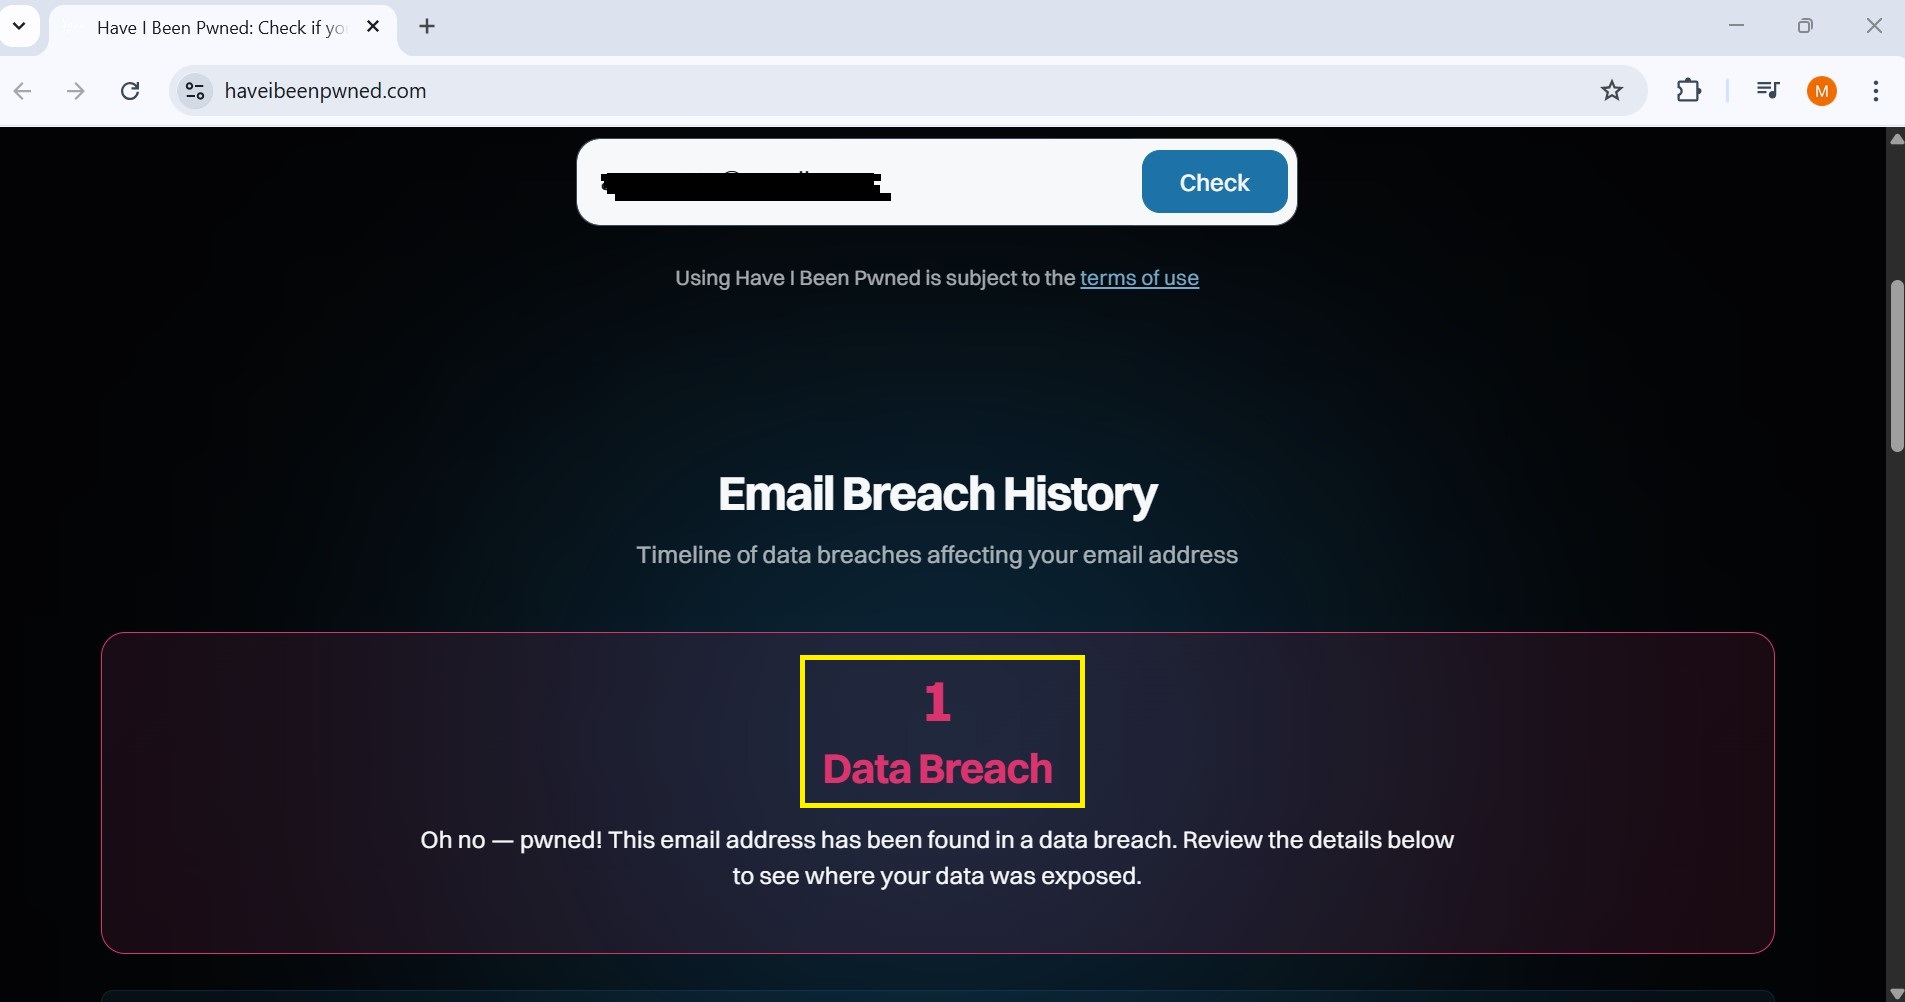 Have I Been Pwned: Check if yo
haveibeenpwned.com
M
Check
Using Have I Been Pwned is subject to the terms of use
Email Breach History
Timeline of data breaches affecting your email address
1
Data Breach
Oh no — pwned! This email address has been found in a data breach. Review the details below
to see where your data was exposed.